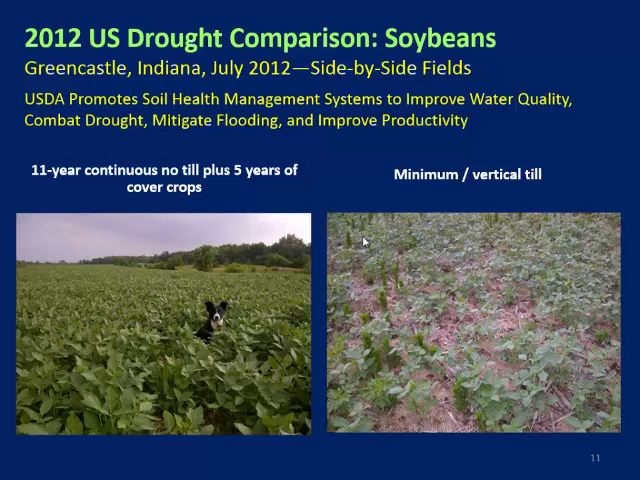 2012 US Drought Comparison: Soybeans
Greencastle, Indiana, July 2012—Side-by-Side Fields
USDA Promotes Soil Health Management Systems to Improve Water Quality,
Combat Drought, Mitigate Flooding, and Improve Productivity
11-year continuous no till plus 5 years of
cover crops
Minimum / vertical till
11